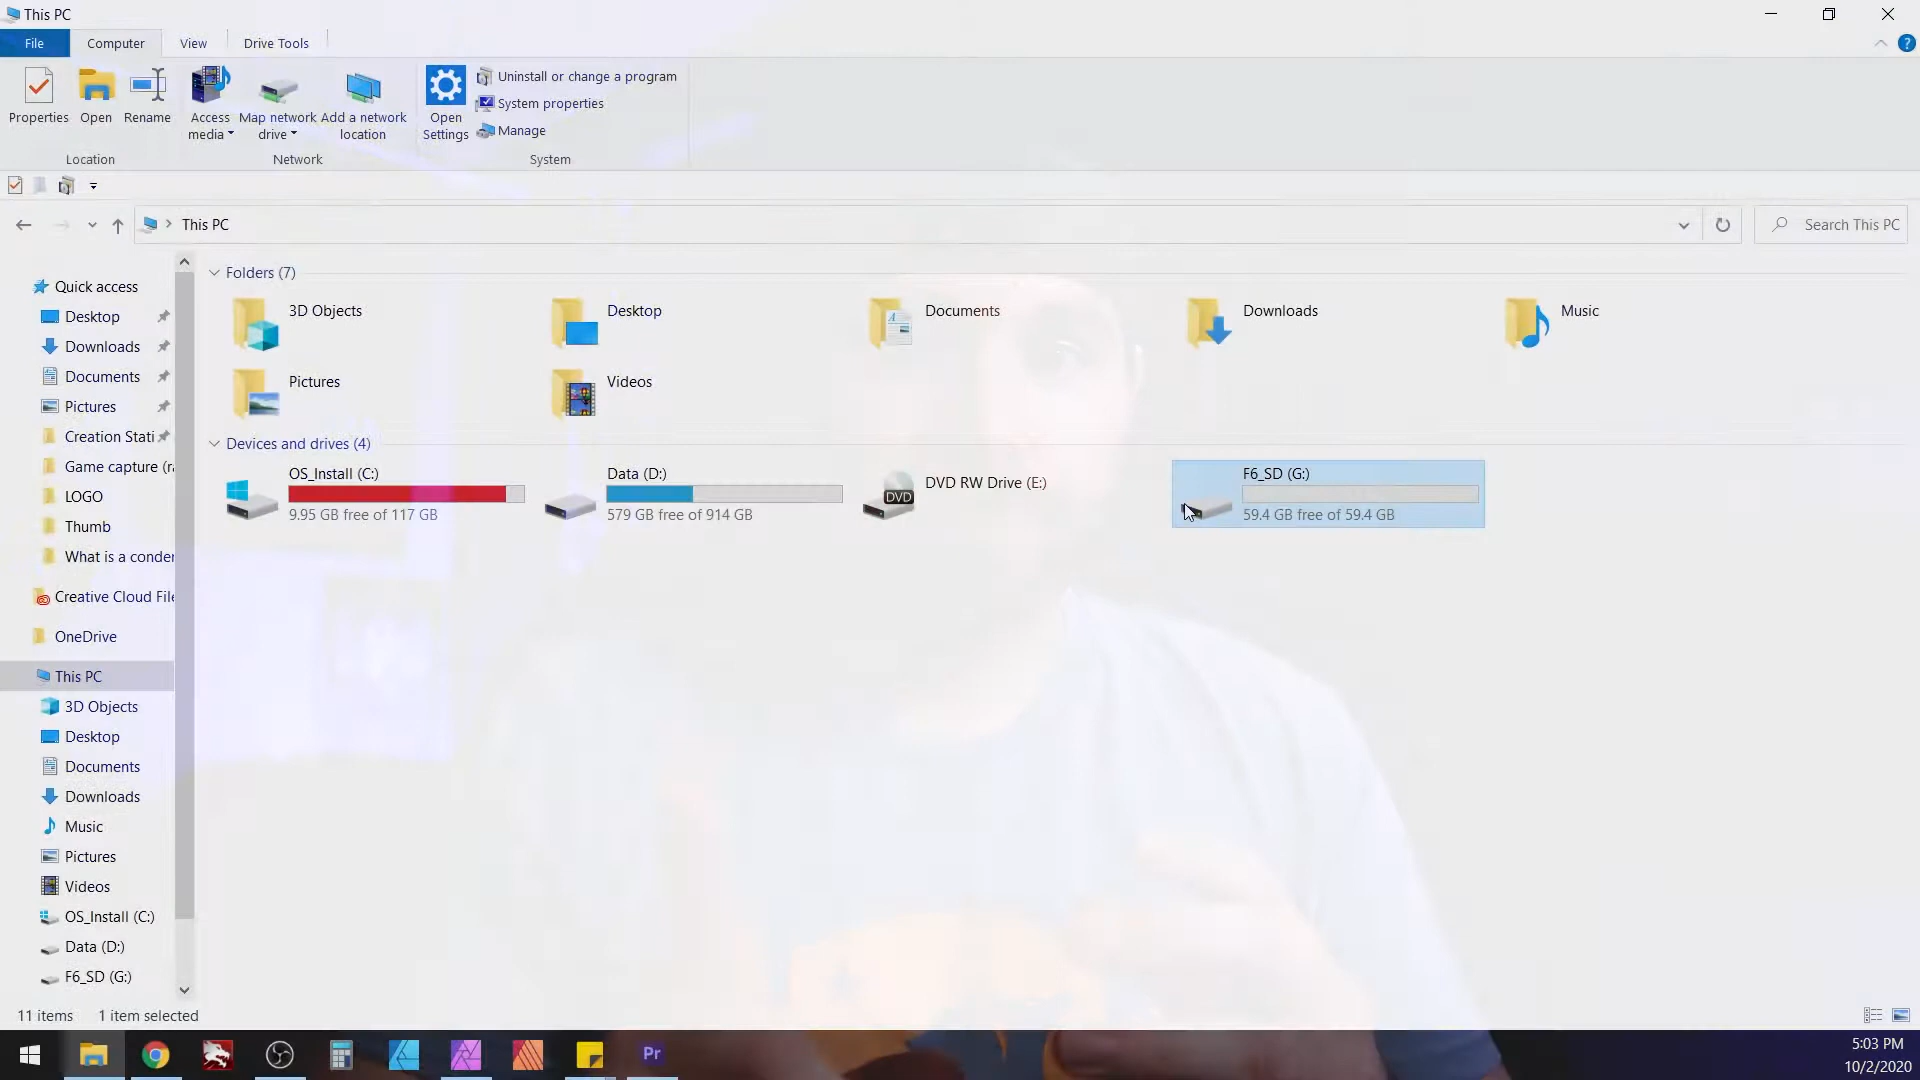 This PC
File
Computer
View
Drive Tools
Properties
Open
Rename
Access
media
Map network
drive
Add a network
location
Open
Settings
Uninstall or change a program
System properties
Manage
Location
Network
System
This PC
Search This PC
Quick access
Desktop
Downloads
Documents
Pictures
Creation Stati
Game capture (ra
LOGO
Thumb
What is a conden
Creative Cloud File
OneDrive
This PC
3D Objects
Desktop
Documents
Downloads
Music
Pictures
Videos
OS_Install (C:)
Data (D:)
F6_SD (G:)
Folders (7)
3D Objects
Desktop
Documents
Downloads
Music
Pictures
Videos
Devices and drives (4)
OS_Install (C:)
9.95 GB free of 117 GB
Data (D:)
579 GB free of 914 GB
DVD
DVD RW Drive (E:)
F6_SD (G:)
59.4 GB free of 59.4 GB
11 items
1 item selected
Pr
5:03 PM
10/2/2020